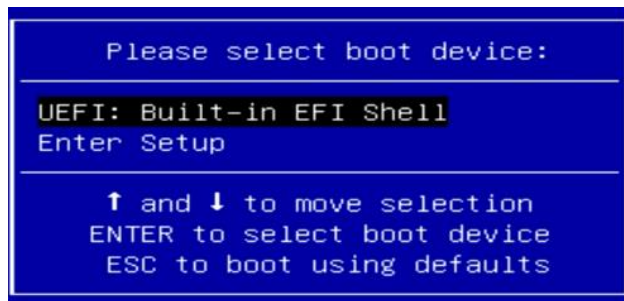 Please select boot device:
UEFI: Built-in EFI Shell
Enter Setup
↑ and ↓ to move selection
ENTER to select boot device
ESC to boot using defaults